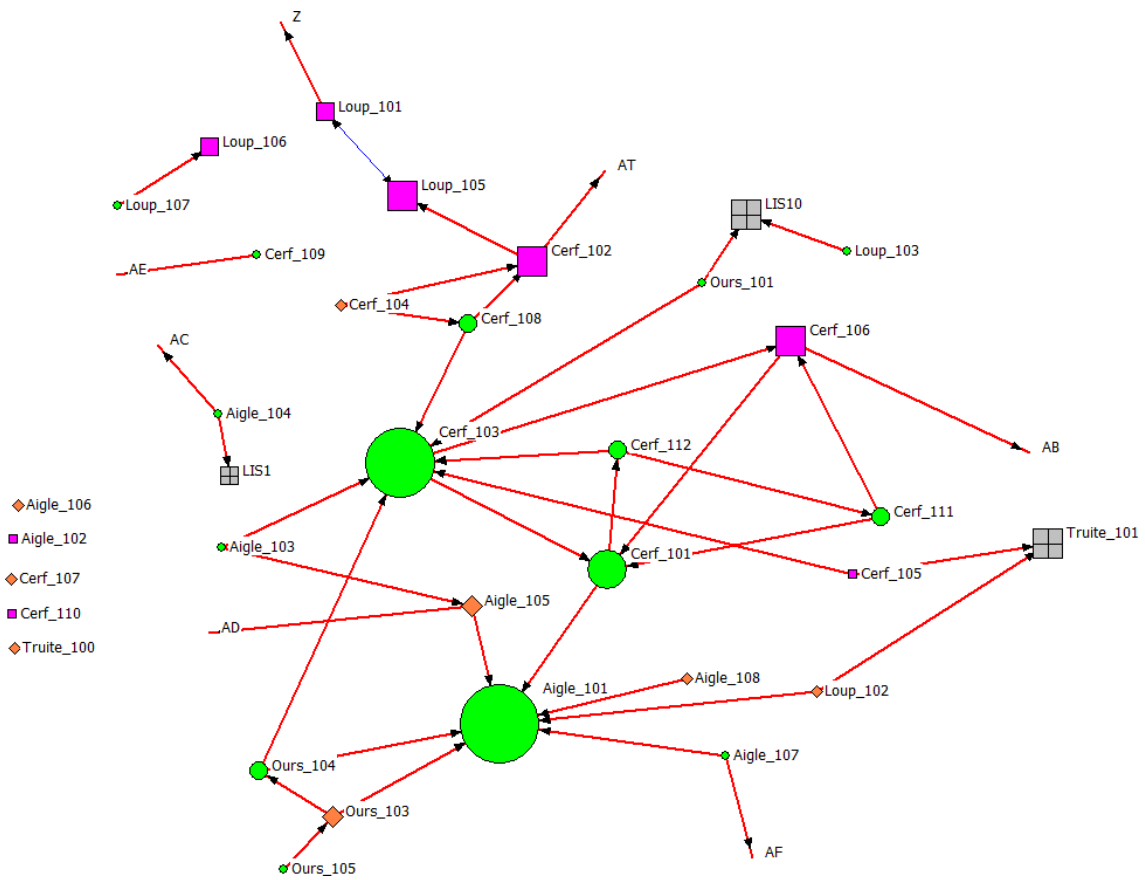 Z
Loup_101
Loup_106
AT
Loup_105
Loup_107
LIS10
Cerf_102
Loup_103
Cerf_109
AE
Ours_101
Cerf_104
Cerf_108
Cerf_106
AC
Aigle_104
Cerf_103
Cerf_112
AB
LIS1
Aigle_106
Cerf_111
Truite_101
Aigle_102
Aigle_103
Cerf_101
Cerf_105
Cerf_107
Aigle_105
Cerf_110
AD
Truite_100
Aigle_108
Aigle_101
Loup_102
Aigle_107
Ours_104
Ours_103
AF
Ours_105